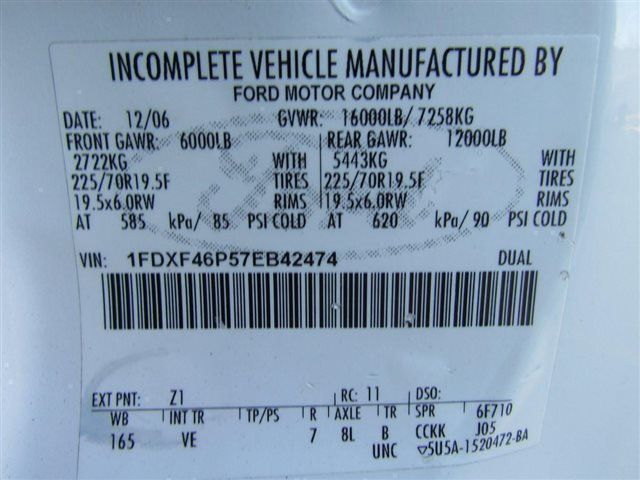 INCOMPLETE VEHICLE MANUFACTURED BY
FORD MOTOR COMPANY
DATE: 12/06 GVWR: 16000LB/ 7258KG
FRONT GAWR: 6000LB REAR GAWR: 12000LB
2722KG WITH 5443KG WITH
225/70R19.5F TIRES 225/70R19.5F TIRES
19.5x6.0RW RIMS 19.5x6.0RW RIMS
AT 585 kPa/ 85 PSI COLD AT 620 kPa/ 90 PSI COLD
VIN: 1FDXF46P57EB42474 DUAL
EXT PNT: Z1 RC: 11 DSO:
WB INT TR TP/PS R AXLE TR SPR 6F710
165 VE 7 8L B CCKK J05
UNC ▽5U5A-1520472-BA